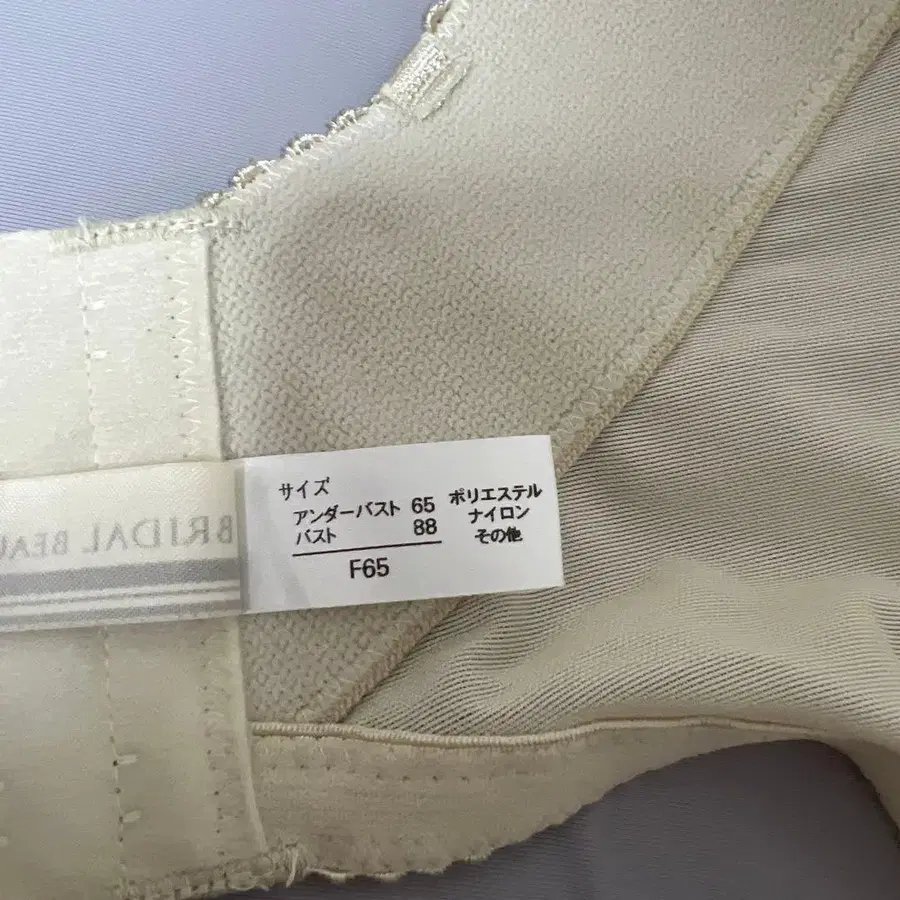 サイズ
アンダーバスト 65
バスト 88
F65
ポリエステル
ナイロン
その他
BRIDAL BEAU